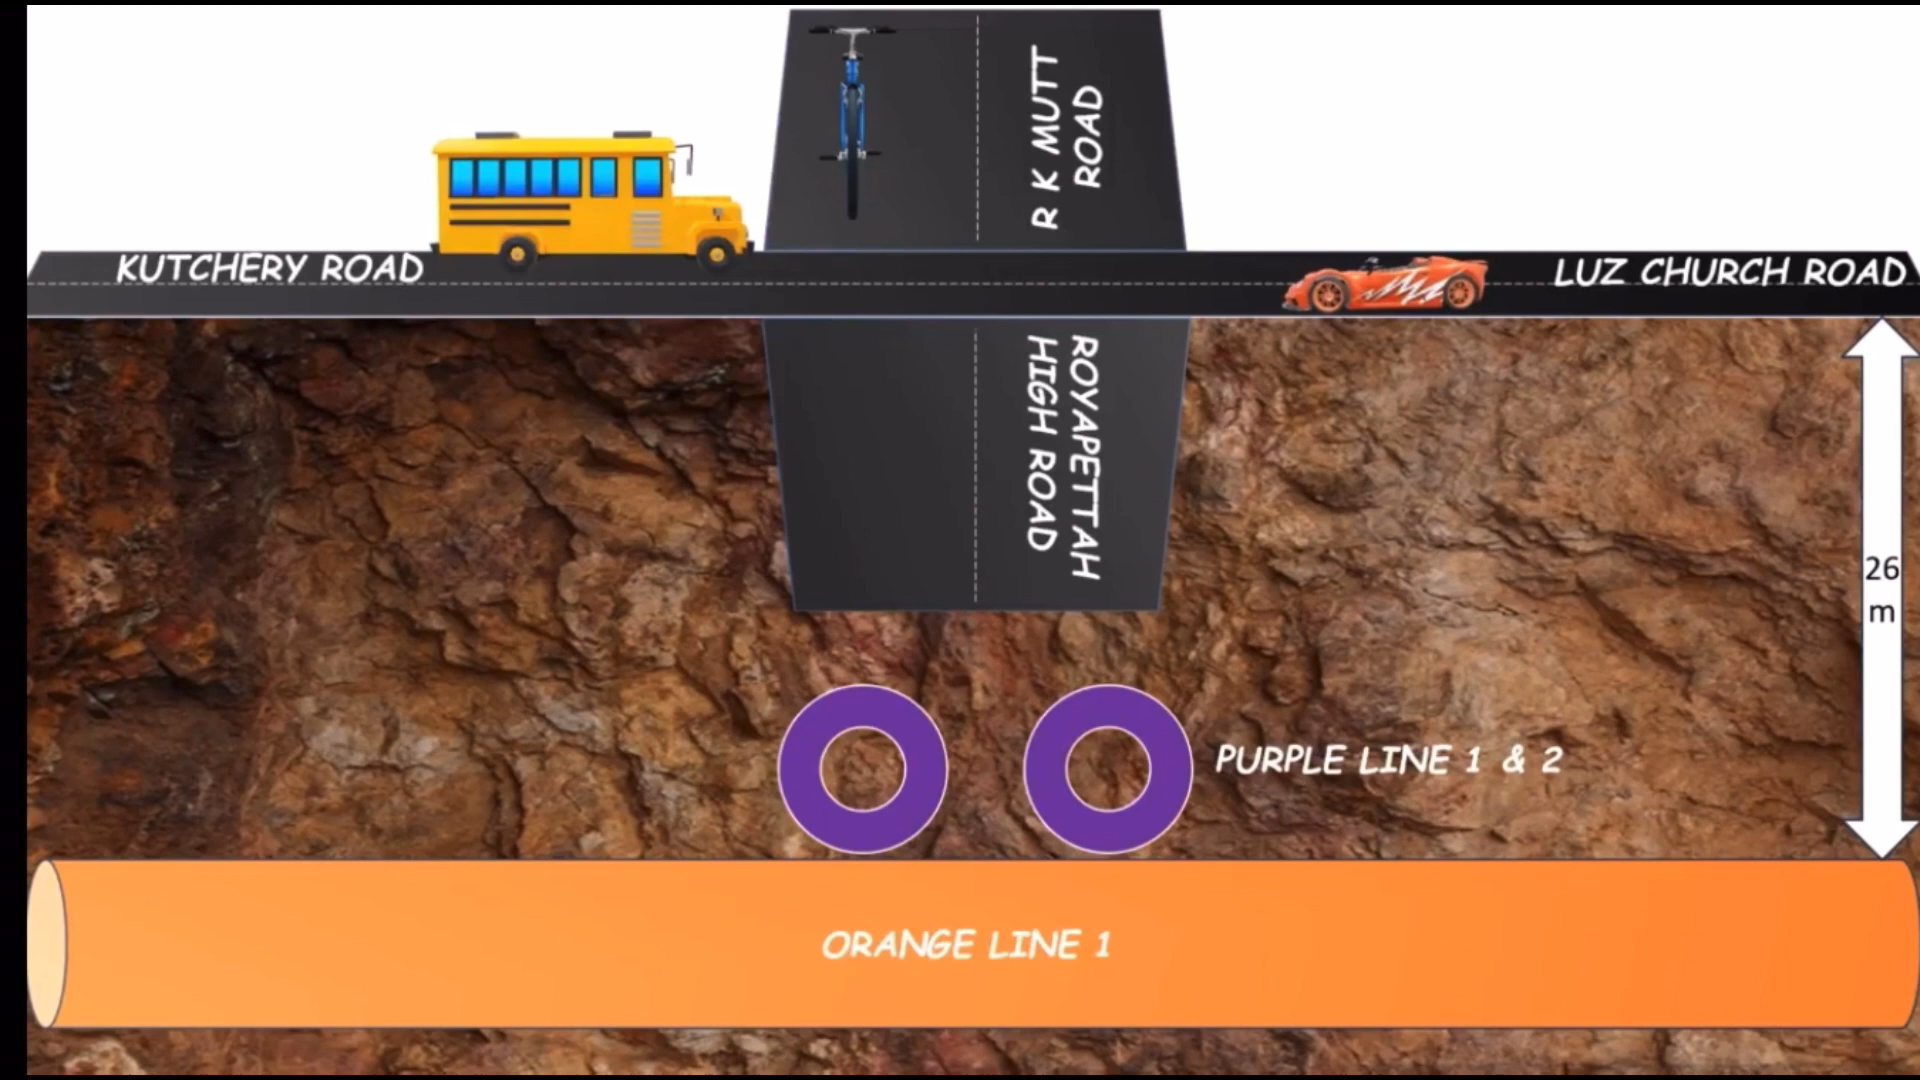 R K MUTT
ROAD
KUTCHERY ROAD
LUZ CHURCH ROAD
ROYAPETTAH
HIGH ROAD
26
m
PURPLE LINE 1 & 2
ORANGE LINE 1